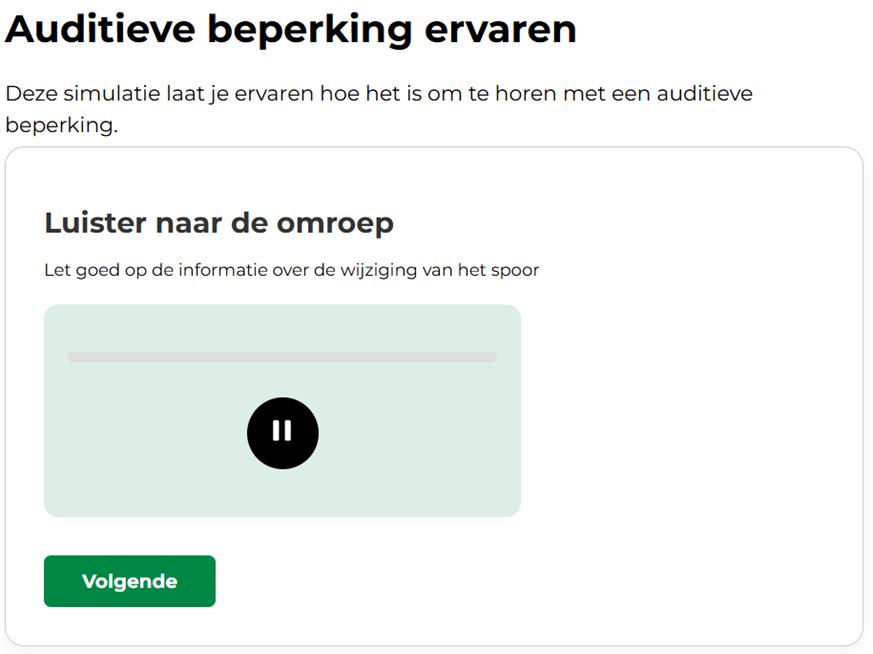 Auditieve beperking ervaren
Deze simulatie laat je ervaren hoe het is om te horen met een auditieve
beperking.
Luister naar de omroep
Let goed op de informatie over de wijziging van het spoor
Volgende